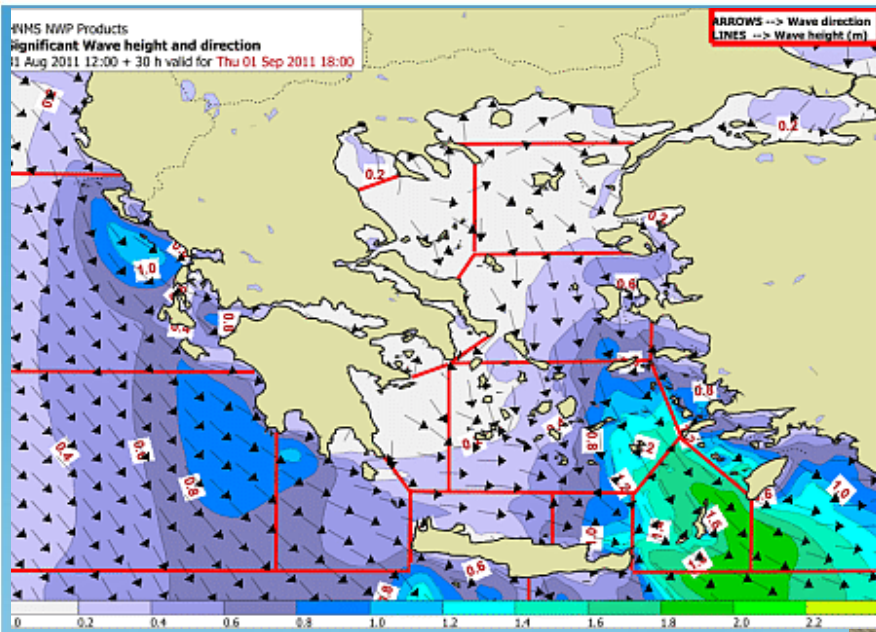 HNMS NWP Products
Significant Wave height and direction
31 Aug 2011 12:00 + 30 h valid for Thu 01 Sep 2011 18:00
ARROWS --> Wave direction
LINES --> Wave height (m)
0.2
0.2
0.2
1.0
0.6
0.4
0.8
0.8
0.8
0.4
0.8
1.0
0.6
0 0.2 0.4 0.6 0.8 1.0 1.2 1.4 1.6 1.8 2.0 2.2